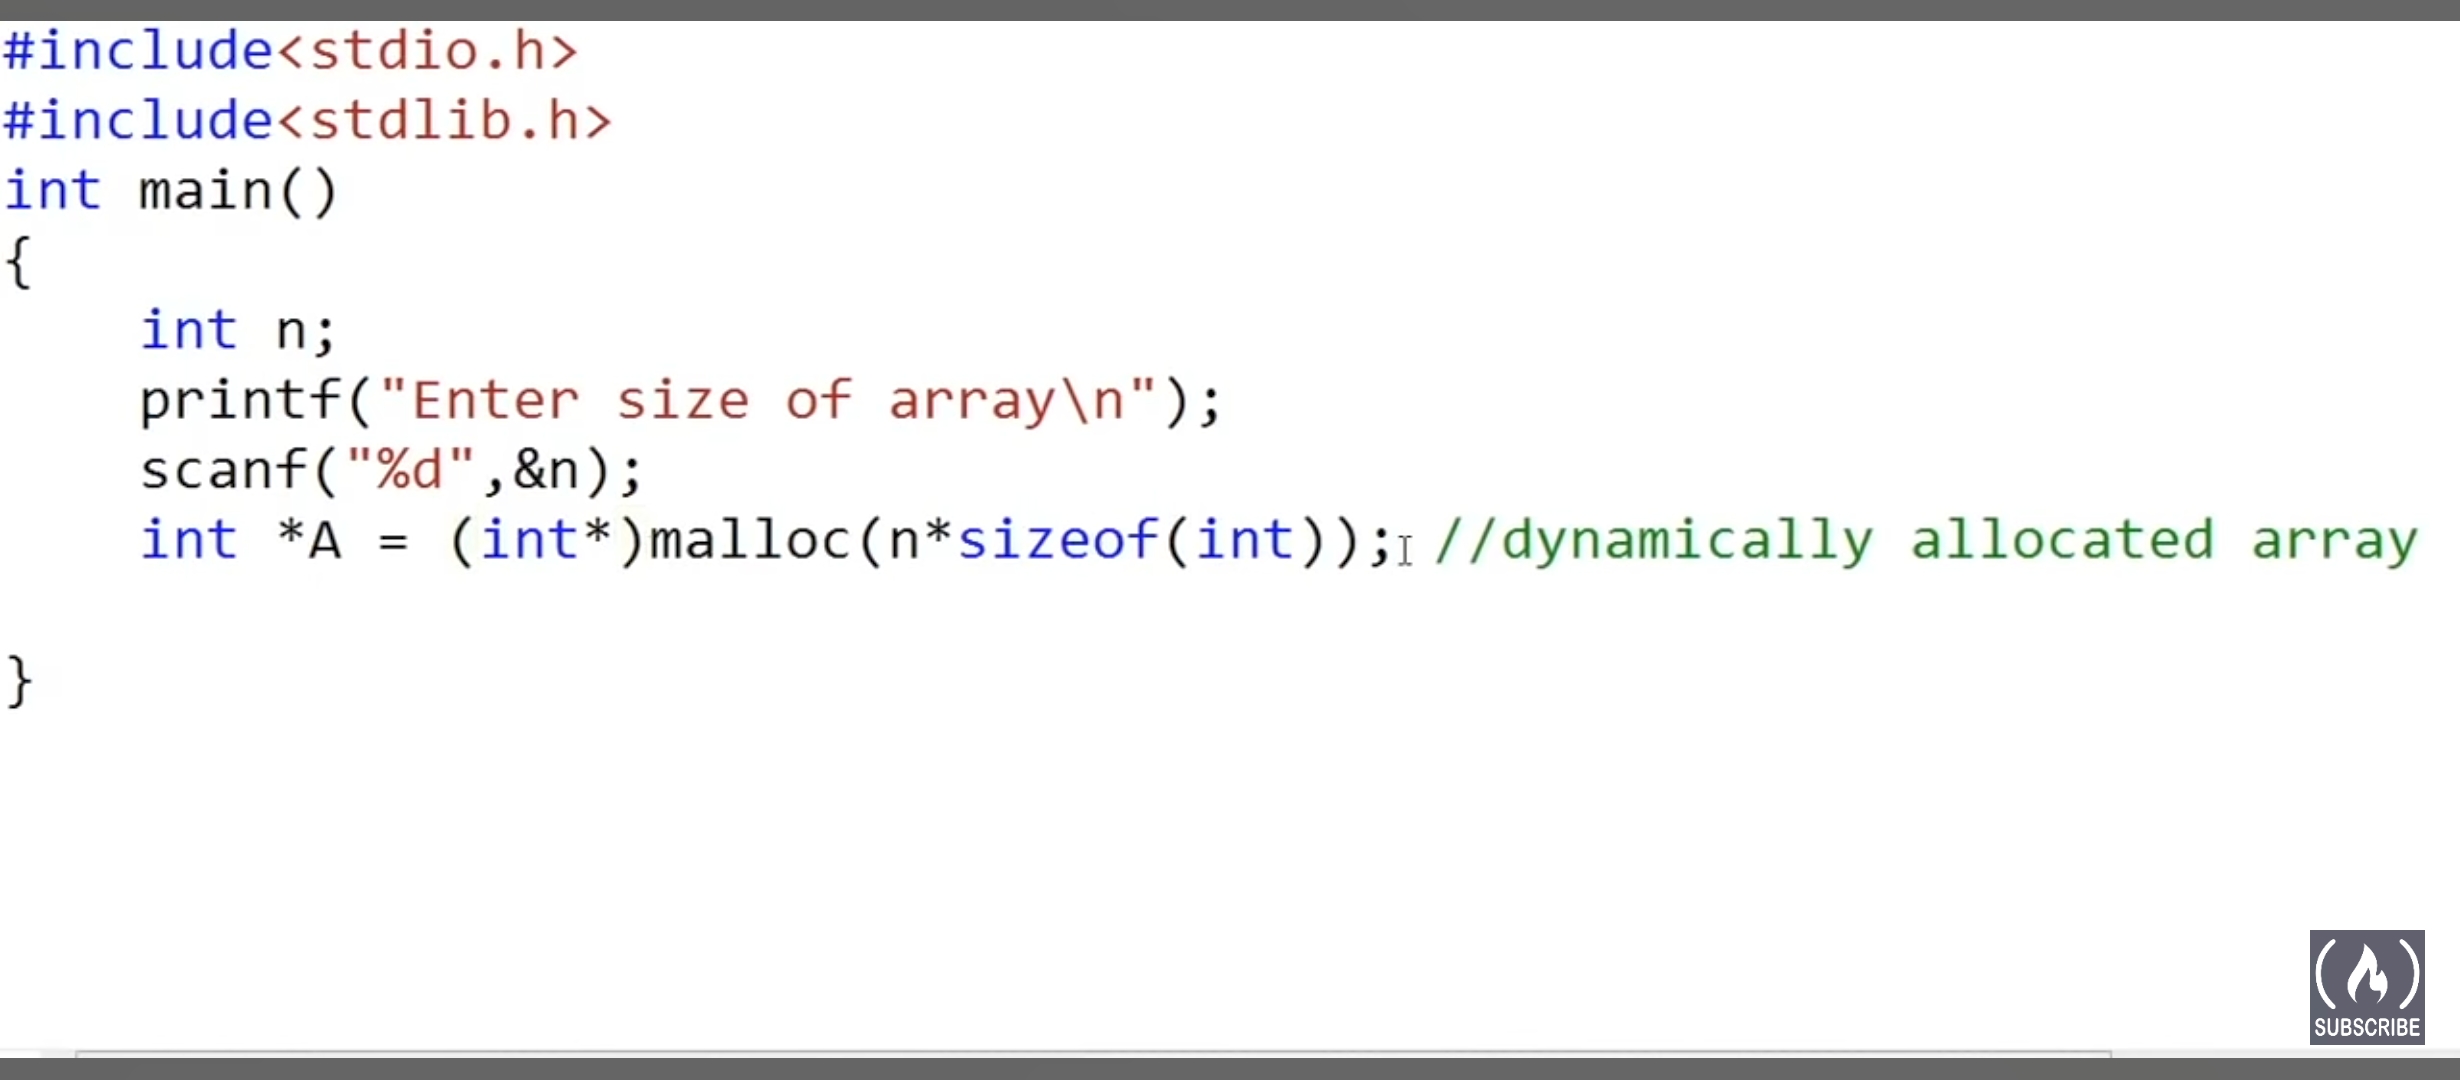 #include<stdio.h>
#include<stdlib.h>
int main()
{
    int n;
    printf("Enter size of array\n");
    scanf("%d",&n);
    int *A = (int*)malloc(n*sizeof(int)); //dynamically allocated array
}
SUBSCRIBE